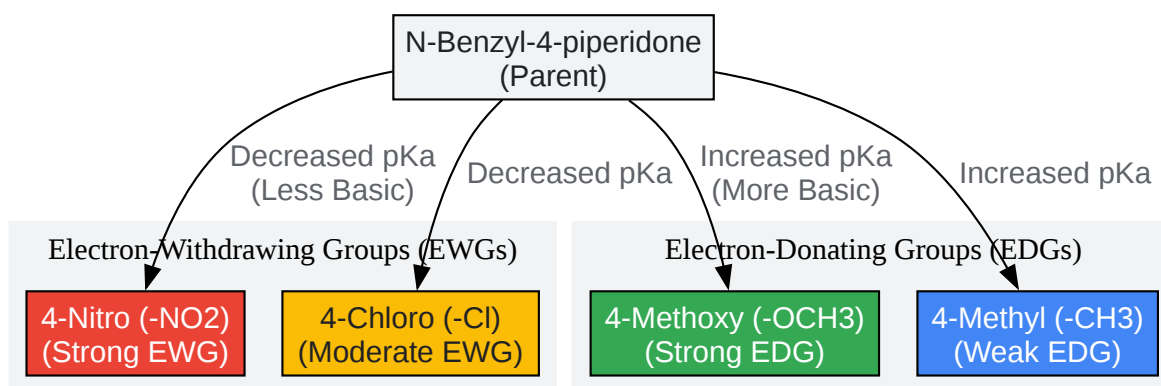 N-Benzyl-4-piperidone
(Parent)
Decreased pKa
(Less Basic)
Decreased pKa
Increased pKa
(More Basic)
Increased pKa
Electron-Withdrawing Groups (EWGs)
Electron-Donating Groups (EDGs)
4-Nitro (-NO2)
(Strong EWG)
4-Chloro (-Cl)
(Moderate EWG)
4-Methoxy (-OCH3)
(Strong EDG)
4-Methyl (-CH3)
(Weak EDG)